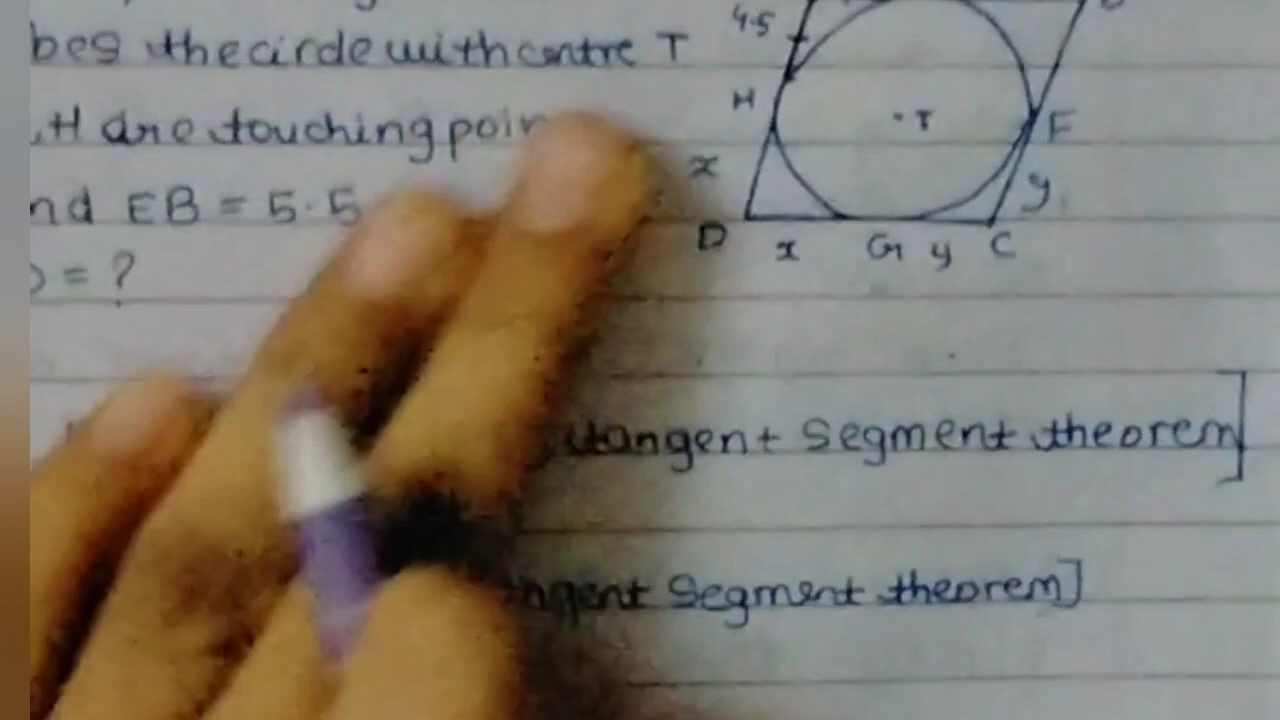 bes the circle with centre T
4.5
,H are touching poin
H
T
F
x
y
nd EB = 5.5
D
x
G
y
C
= ?
tangent segment theorem]
ngent segment theorem]